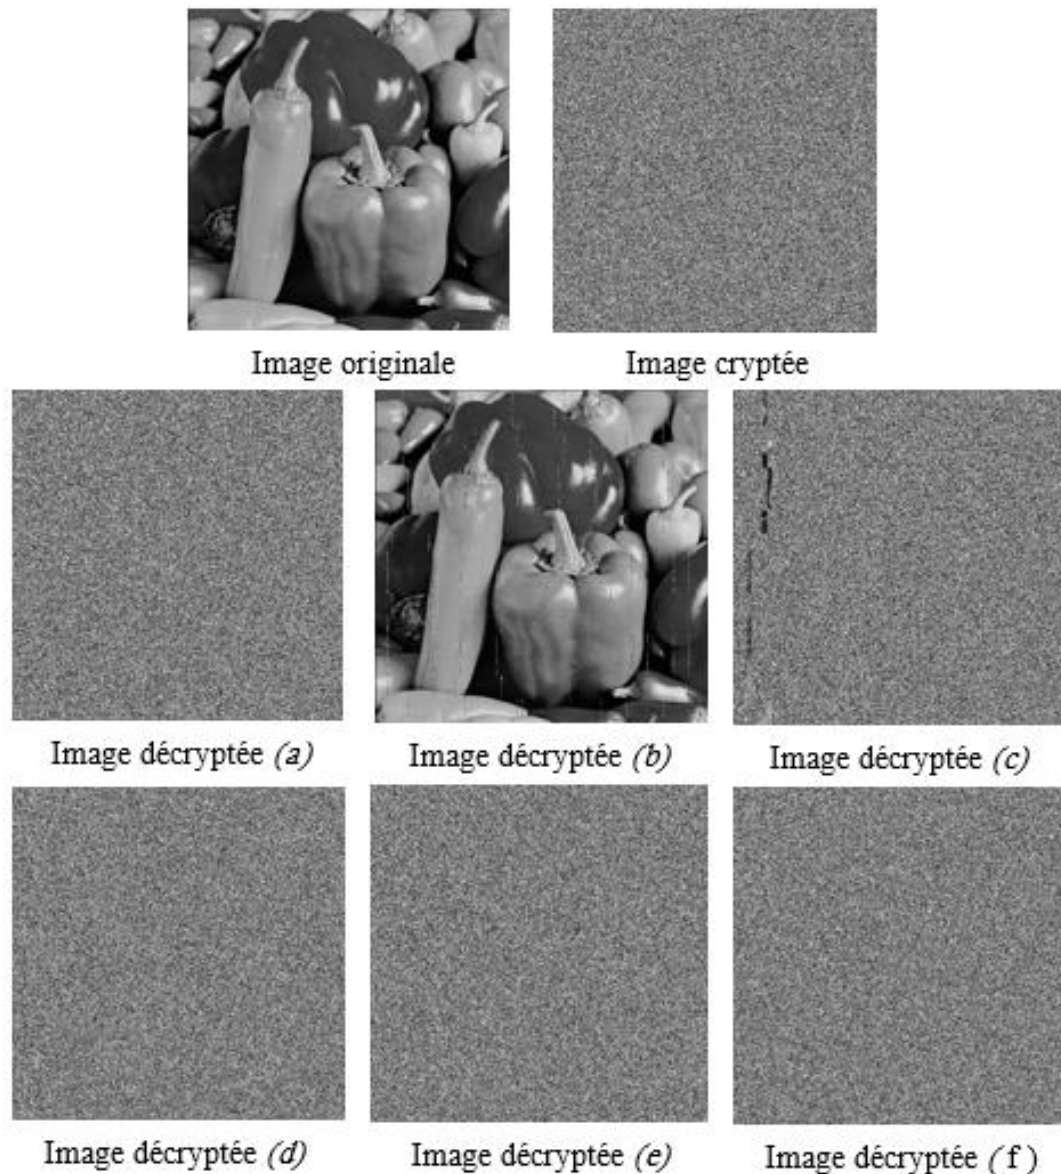 Image originale
Image cryptée
Image décryptée (a)
Image décryptée (b)
Image décryptée (c)
Image décryptée (d)
Image décryptée (e)
Image décryptée ( f )